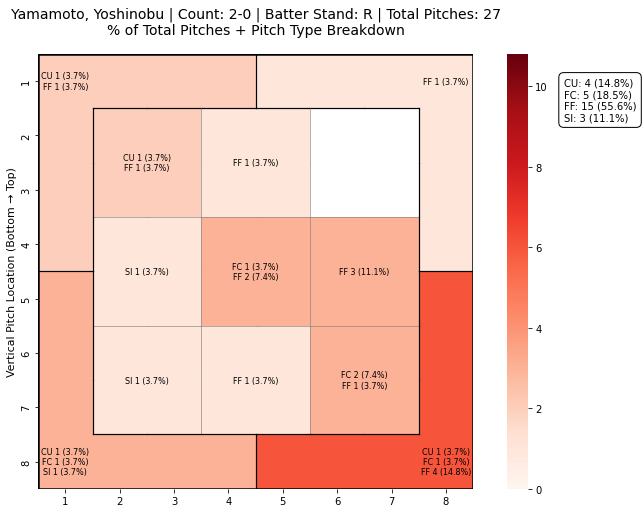 Yamamoto, Yoshinobu | Count: 2-0 | Batter Stand: R | Total Pitches: 27
% of Total Pitches + Pitch Type Breakdown
CU 1 (3.7%)
FF 1 (3.7%)
FF 1 (3.7%)
CU 1 (3.7%)
FF 1 (3.7%)
FF 1 (3.7%)
SI 1 (3.7%)
FC 1 (3.7%)
FF 2 (7.4%)
FF 3 (11.1%)
SI 1 (3.7%)
FF 1 (3.7%)
FC 2 (7.4%)
FF 1 (3.7%)
CU 1 (3.7%)
FC 1 (3.7%)
SI 1 (3.7%)
CU 1 (3.7%)
FC 1 (3.7%)
FF 4 (14.8%)
Vertical Pitch Location (Bottom → Top)
1
2
3
4
5
6
7
8
1 2 3 4 5 6 7 8
10
8
6
4
2
0
CU: 4 (14.8%)
FC: 5 (18.5%)
FF: 15 (55.6%)
SI: 3 (11.1%)